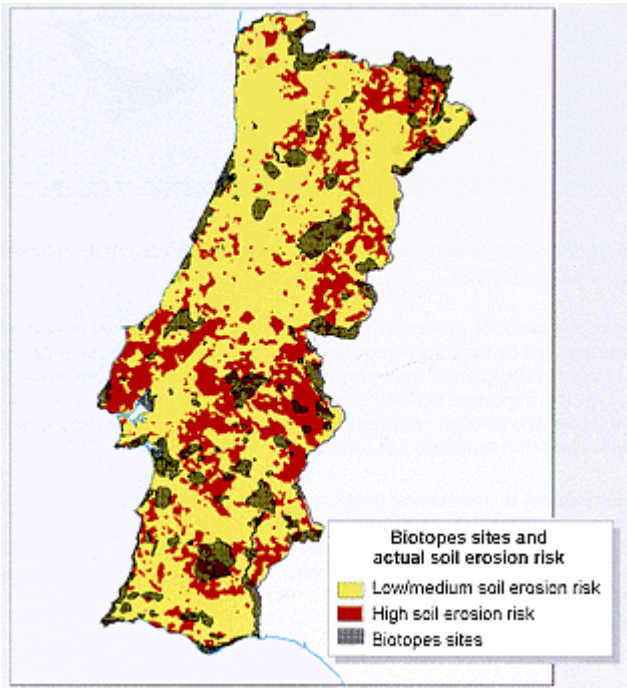 Biotopes sites and
actual soil erosion risk
Low/medium soil erosion risk
High soil erosion risk
Biotopes sites